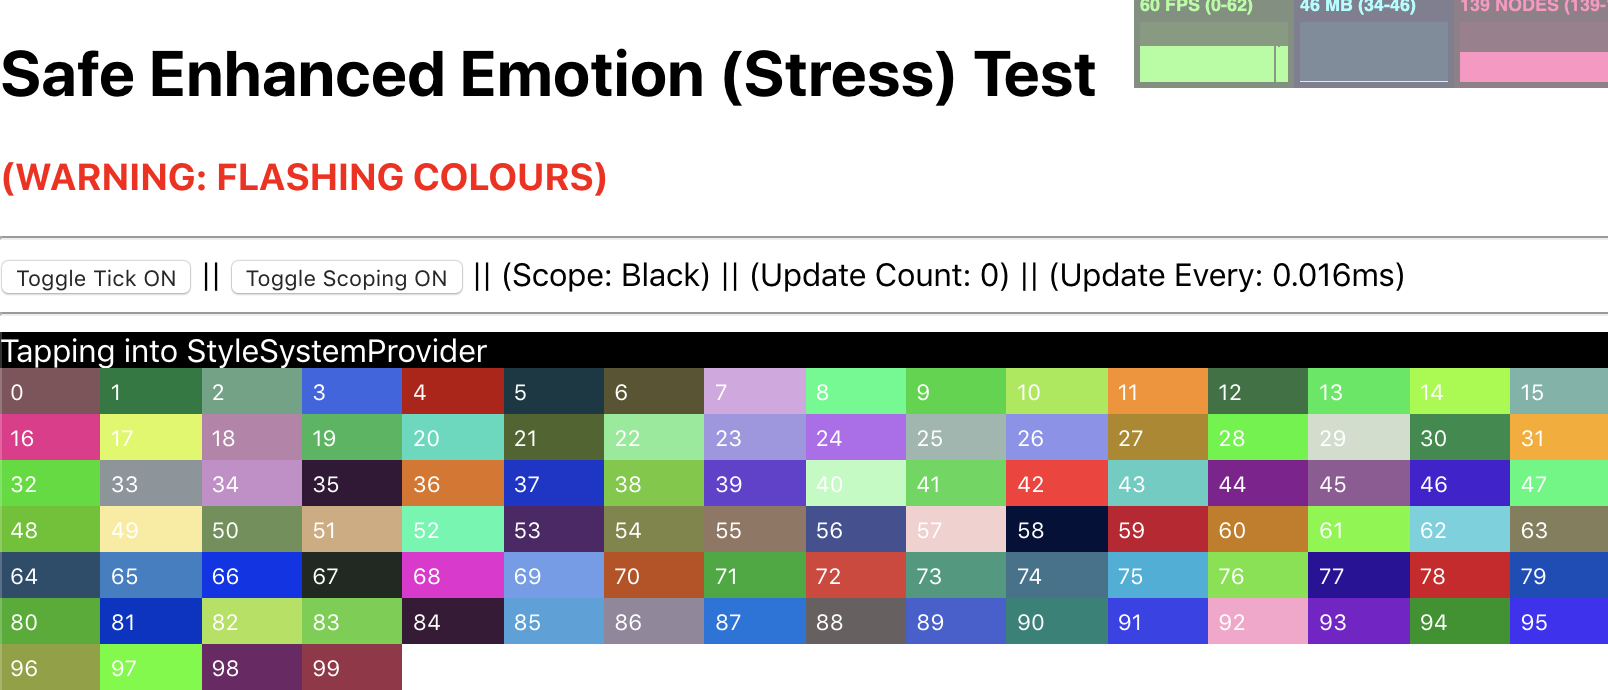 60 FPS (0-62) 46 MB (34-46) 139 NODES (139-
Safe Enhanced Emotion (Stress) Test
(WARNING: FLASHING COLOURS)
Toggle Tick ON || Toggle Scoping ON || (Scope: Black) || (Update Count: 0) || (Update Every: 0.016ms)
Tapping into StyleSystemProvider
0 1 2 3 4 5 6 7 8 9 10 11 12 13 14 15
16 17 18 19 20 21 22 23 24 25 26 27 28 29 30 31
32 33 34 35 36 37 38 39 40 41 42 43 44 45 46 47
48 49 50 51 52 53 54 55 56 57 58 59 60 61 62 63
64 65 66 67 68 69 70 71 72 73 74 75 76 77 78 79
80 81 82 83 84 85 86 87 88 89 90 91 92 93 94 95
96 97 98 99